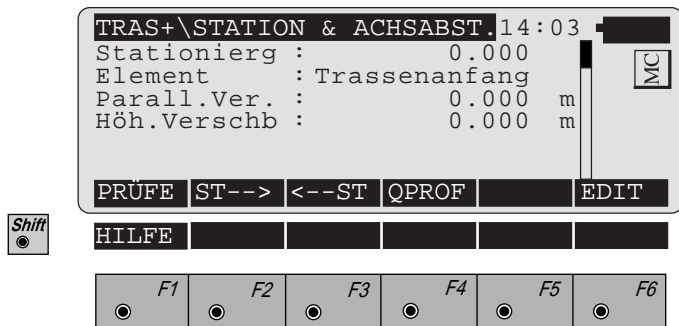 TRAS+\STATION & ACHSABST. 14:03
Stationierg : 0.000
Element : Trassenanfang
Parall.Ver. : 0.000 m
Höh.Verschb : 0.000 m
MC
PRÜFE ST--> <--ST QPROF EDIT
Shift
HILFE
F1 F2 F3 F4 F5 F6